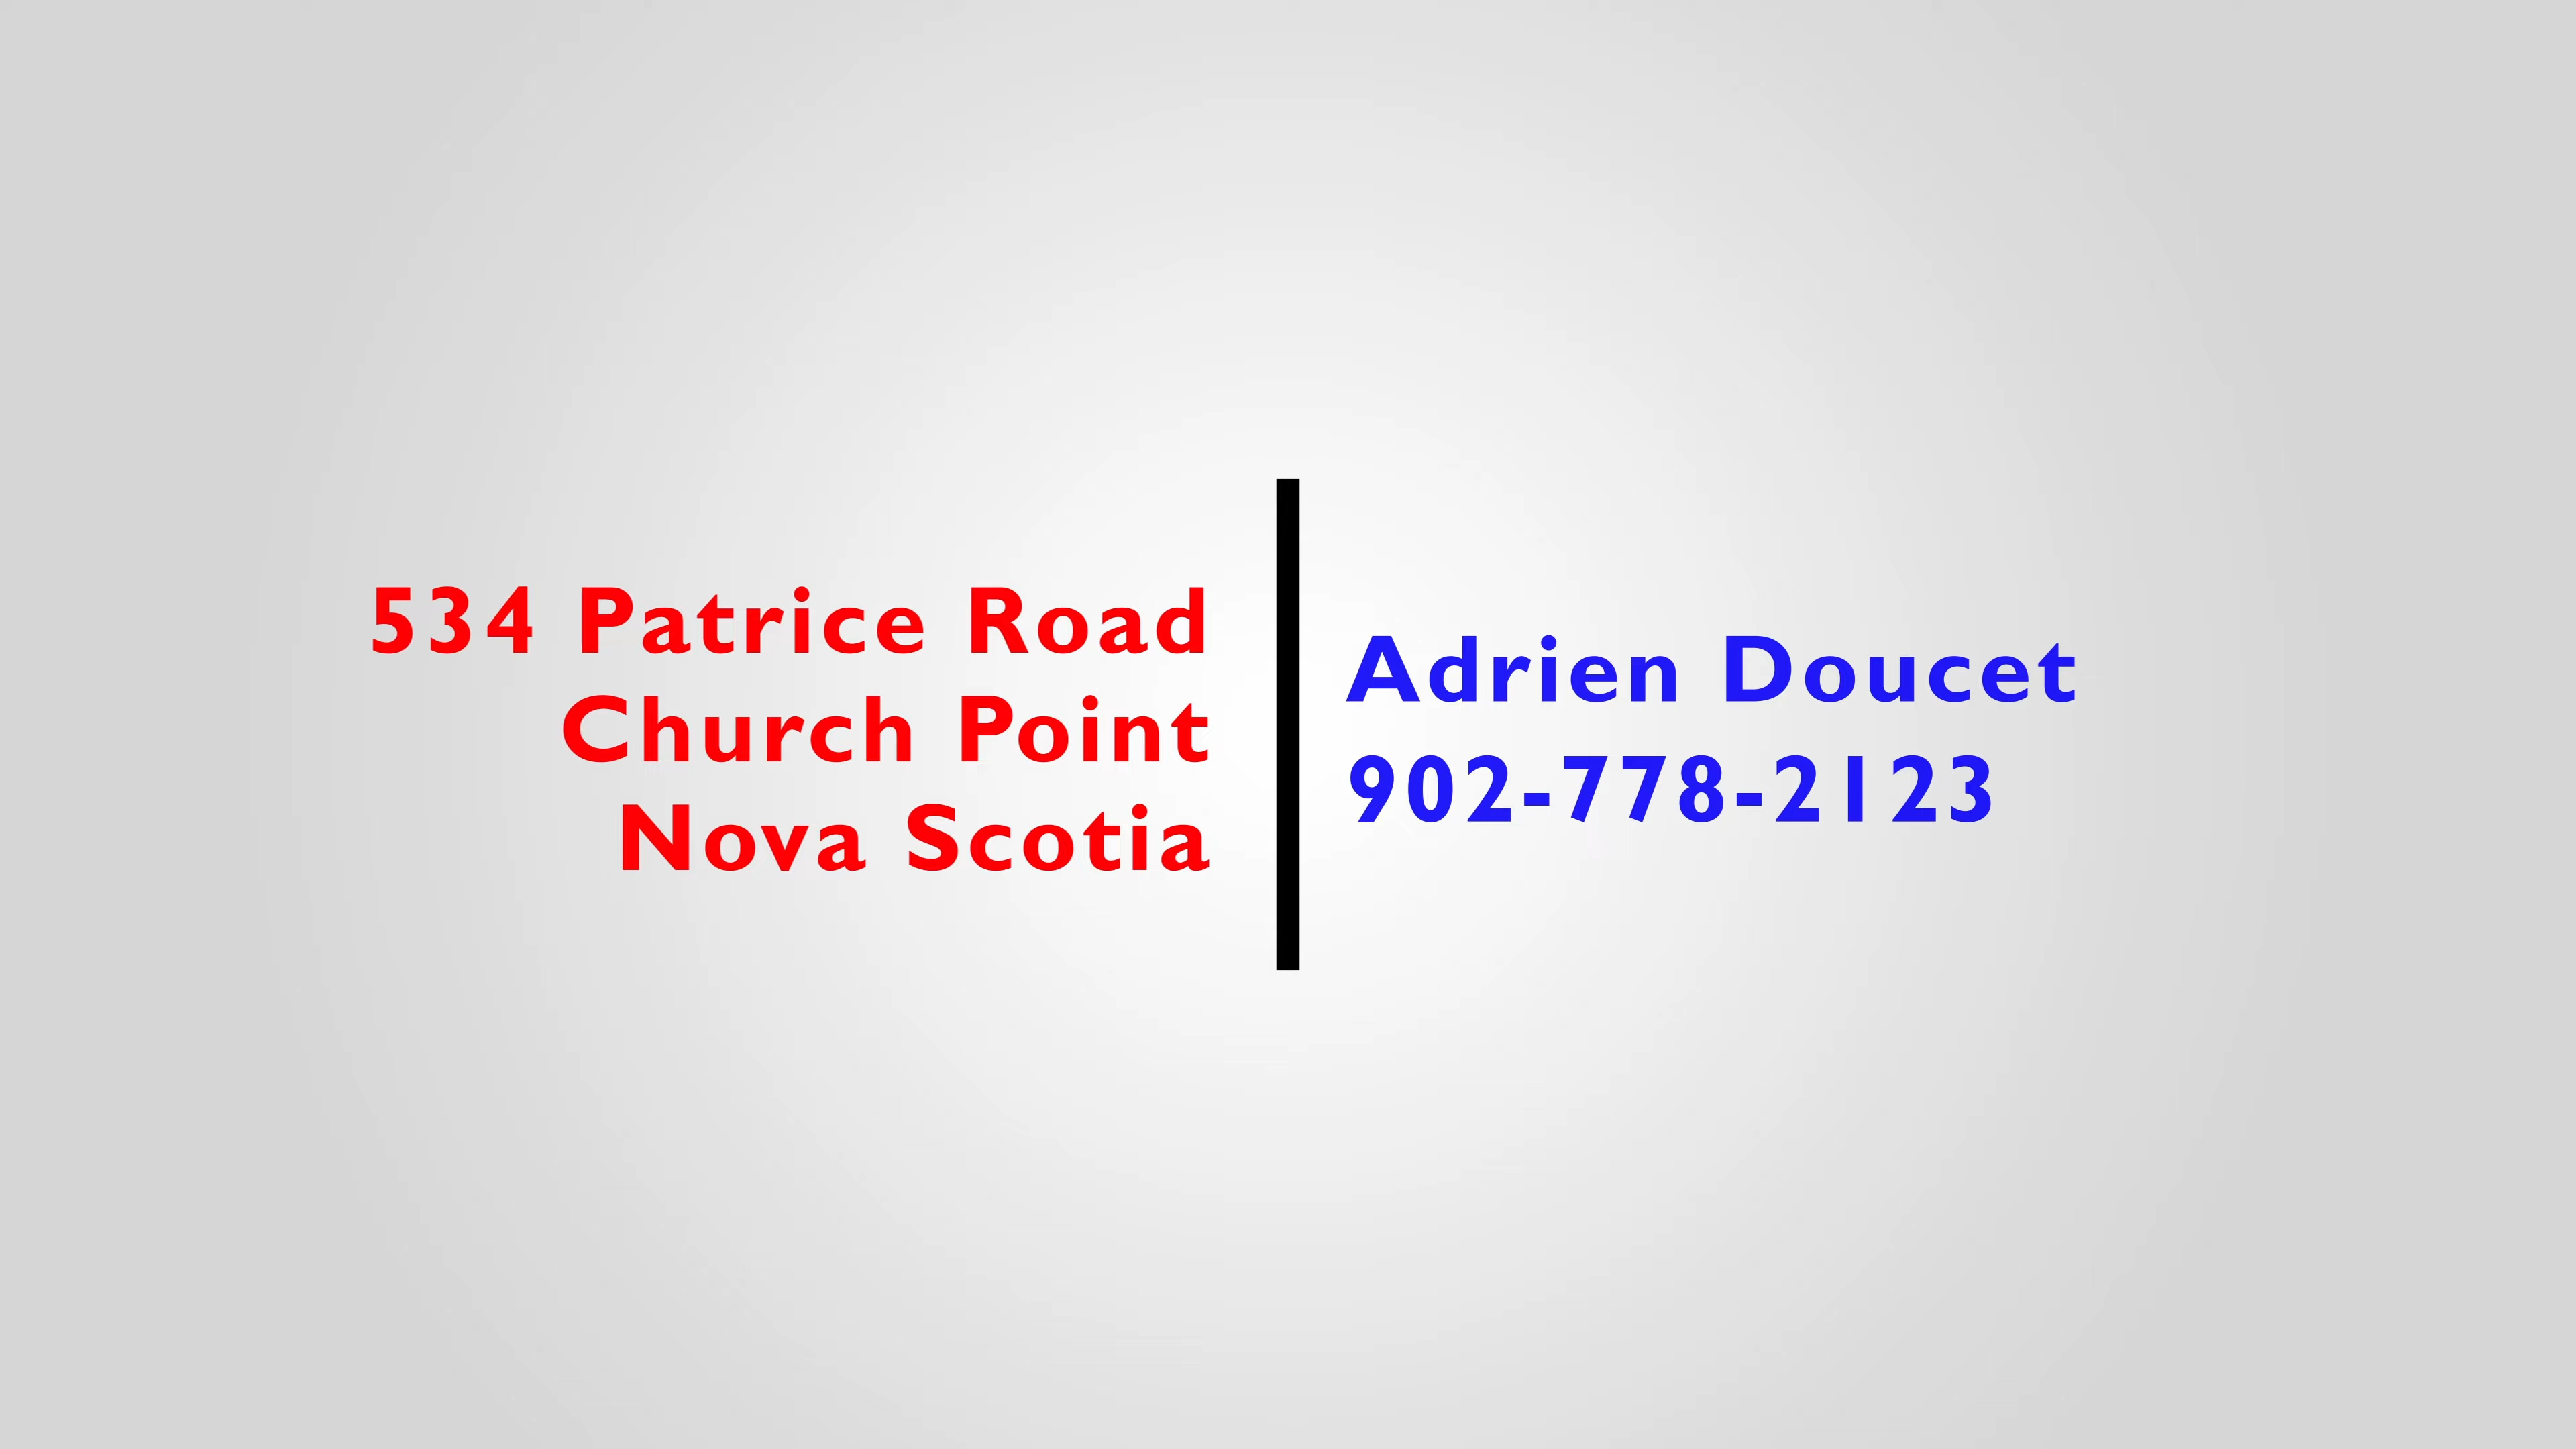 534 Patrice Road
Church Point
Nova Scotia
Adrien Doucet
902-778-2123